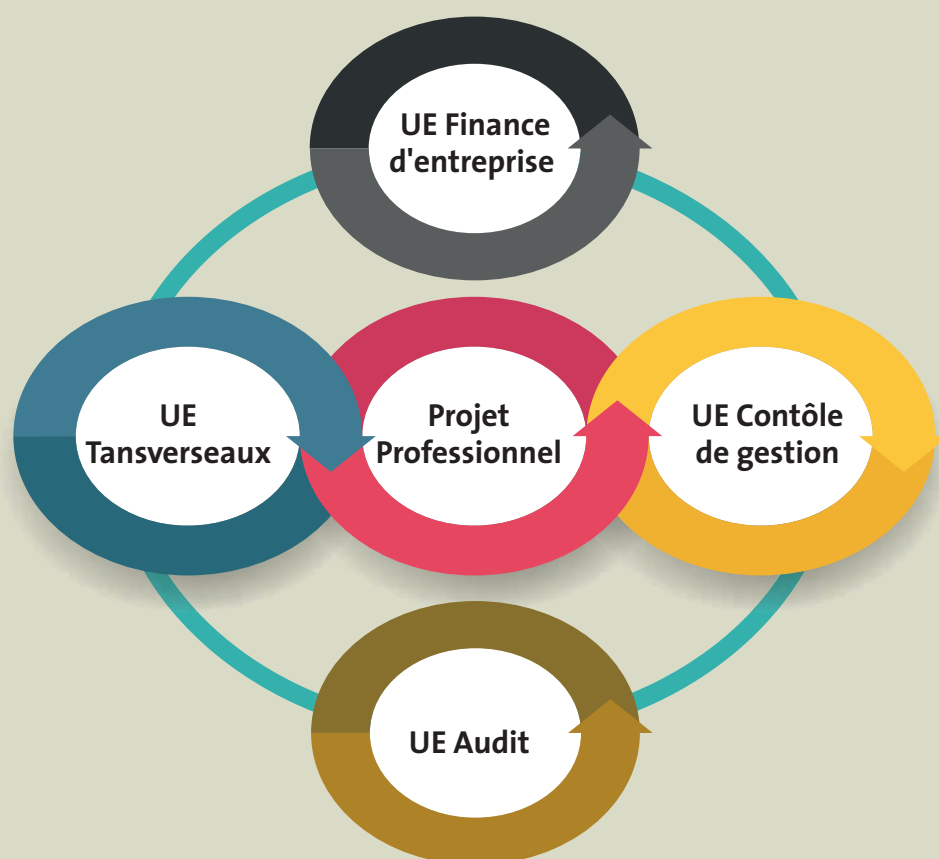 UE Finance
d'entreprise
UE
Tansverseaux
Projet
Professionnel
UE Contôle
de gestion
UE Audit